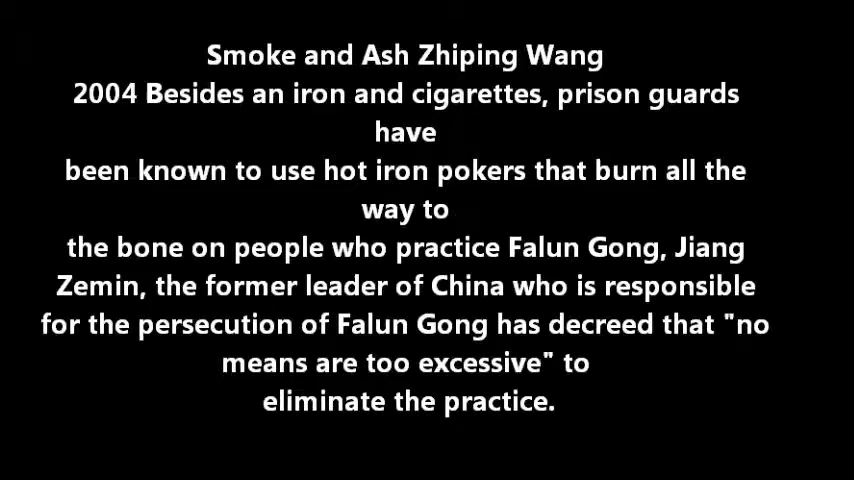 Smoke and Ash Zhiping Wang
2004 Besides an iron and cigarettes, prison guards
have
been known to use hot iron pokers that burn all the
way to
the bone on people who practice Falun Gong, Jiang
Zemin, the former leader of China who is responsible
for the persecution of Falun Gong has decreed that "no
means are too excessive" to
eliminate the practice.